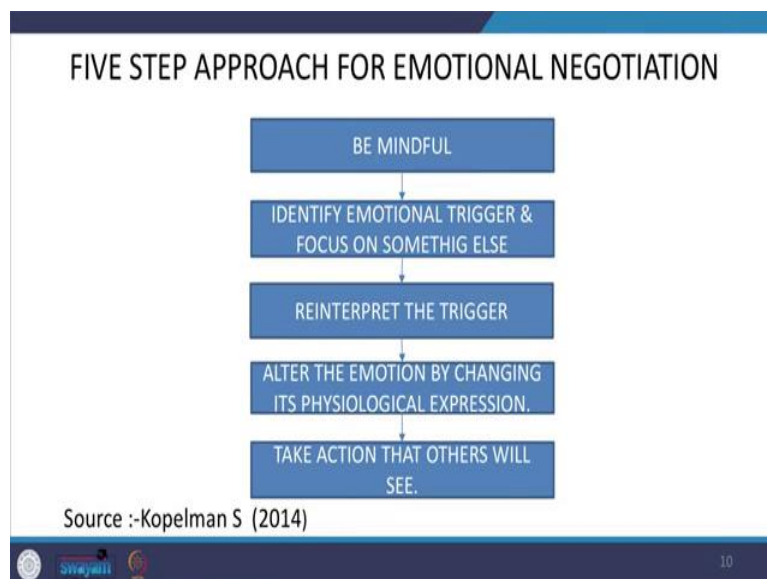 FIVE STEP APPROACH FOR EMOTIONAL NEGOTIATION
BE MINDFUL
IDENTIFY EMOTIONAL TRIGGER &
FOCUS ON SOMETHIG ELSE
REINTERPRET THE TRIGGER
ALTER THE EMOTION BY CHANGING
ITS PHYSIOLOGICAL EXPRESSION.
TAKE ACTION THAT OTHERS WILL
SEE.
Source :-Kopelman S (2014)
swayam
10